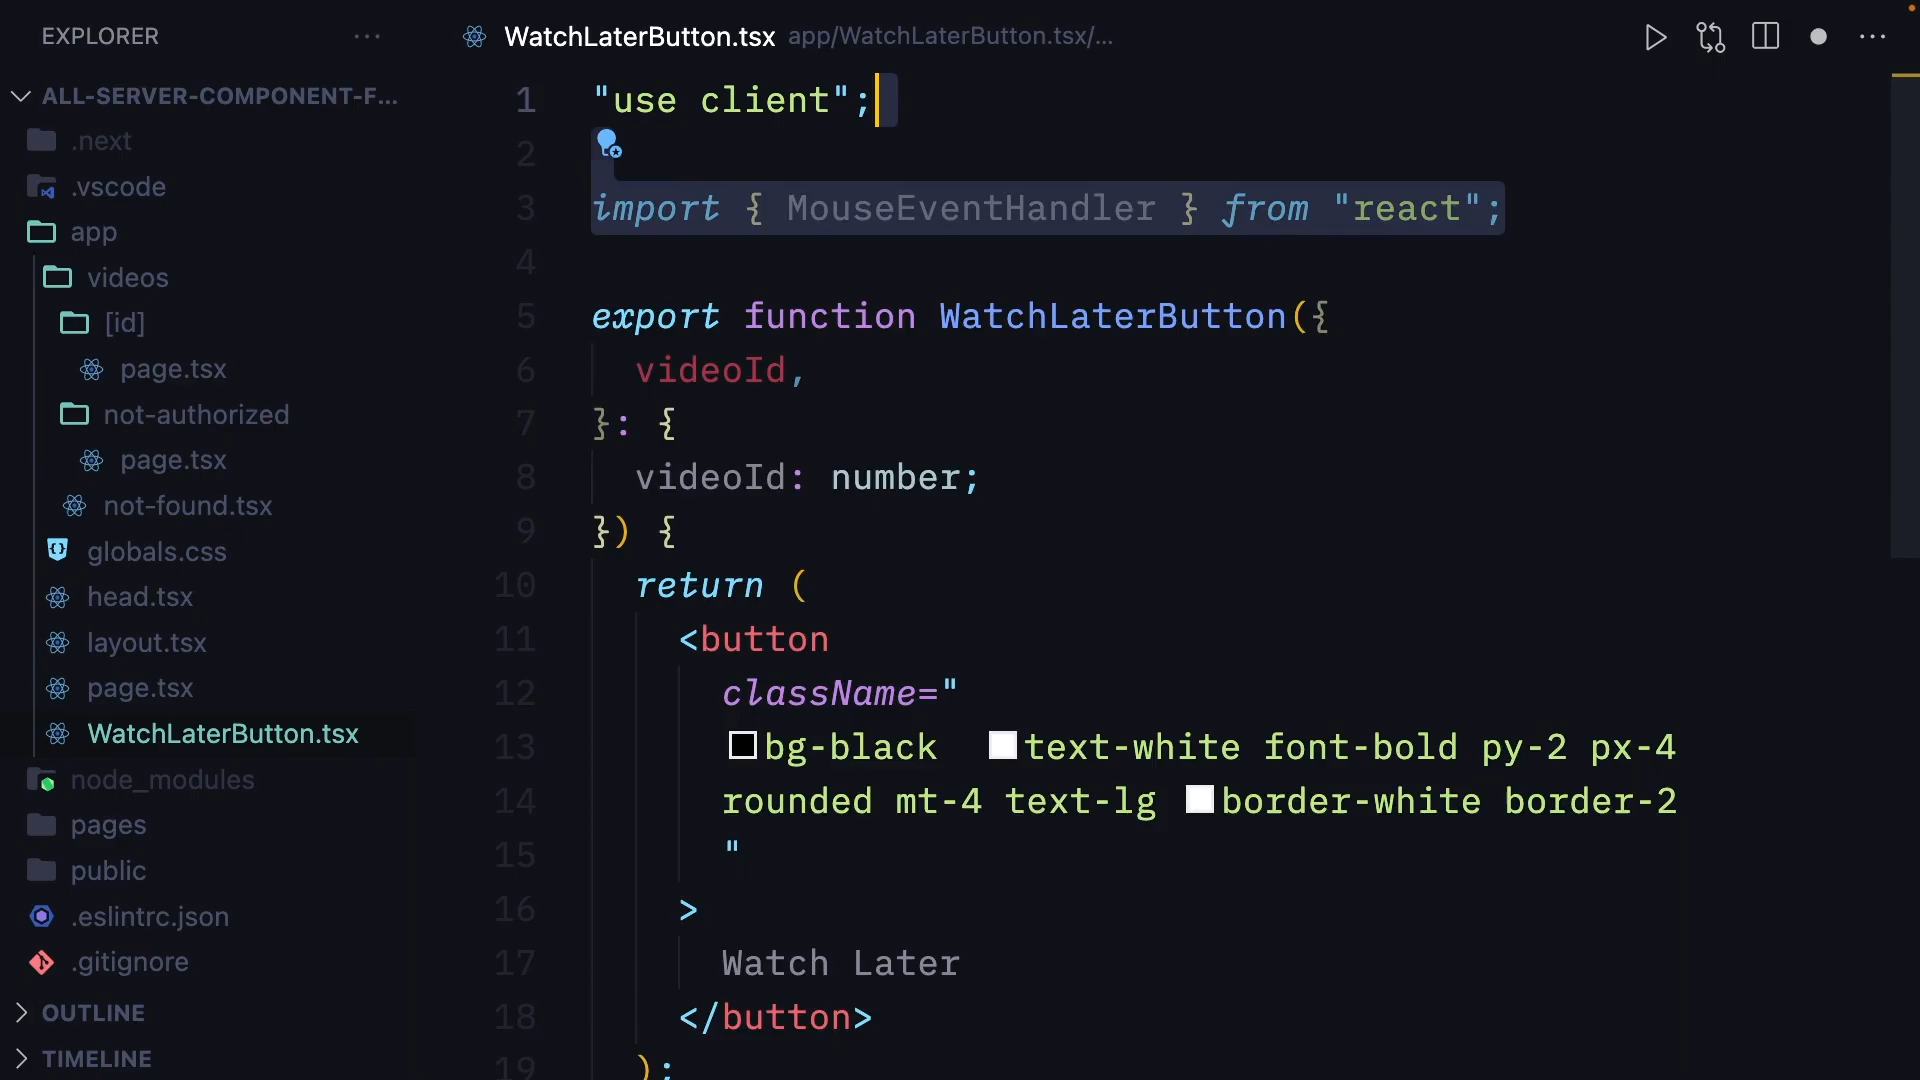 EXPLORER
...
ALL-SERVER-COMPONENT-F...
.next
.vscode
app
videos
[id]
page.tsx
not-authorized
page.tsx
not-found.tsx
globals.css
head.tsx
layout.tsx
page.tsx
WatchLaterButton.tsx
node_modules
pages
public
.eslintrc.json
.gitignore
OUTLINE
TIMELINE
WatchLaterButton.tsx app/WatchLaterButton.tsx/...
1 "use client";
2
3 import { MouseEventHandler } from "react";
4
5 export function WatchLaterButton({
6 videoId,
7 }: {
8 videoId: number;
9 }) {
10 return (
11 <button
12 className="
13 bg-black text-white font-bold py-2 px-4
14 rounded mt-4 text-lg border-white border-2
15 "
16 >
17 Watch Later
18 </button>
19 );